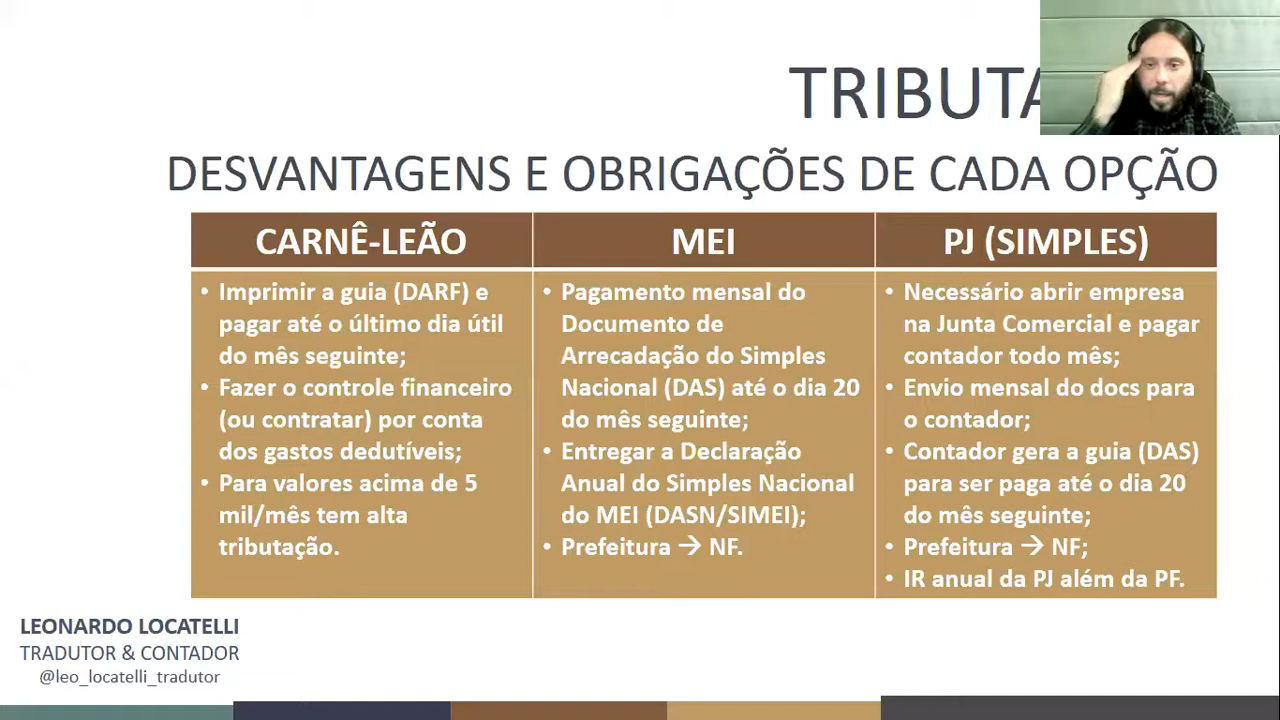 TRIBUTA
DESVANTAGENS E OBRIGAÇÕES DE CADA OPÇÃO
CARNÊ-LEÃO
• Imprimir a guia (DARF) e
pagar até o último dia útil
do mês seguinte;
• Fazer o controle financeiro
(ou contratar) por conta
dos gastos dedutíveis;
• Para valores acima de 5
mil/mês tem alta
tributação.
MEI
• Pagamento mensal do
Documento de
Arrecadação do Simples
Nacional (DAS) até o dia 20
do mês seguinte;
• Entregar a Declaração
Anual do Simples Nacional
do MEI (DASN/SIMEI);
• Prefeitura → NF.
PJ (SIMPLES)
• Necessário abrir empresa
na Junta Comercial e pagar
contador todo mês;
• Envio mensal do docs para
o contador;
• Contador gera a guia (DAS)
para ser paga até o dia 20
do mês seguinte;
• Prefeitura → NF;
• IR anual da PJ além da PF.
LEONARDO LOCATELLI
TRADUTOR & CONTADOR
@leo_locatelli_tradutor